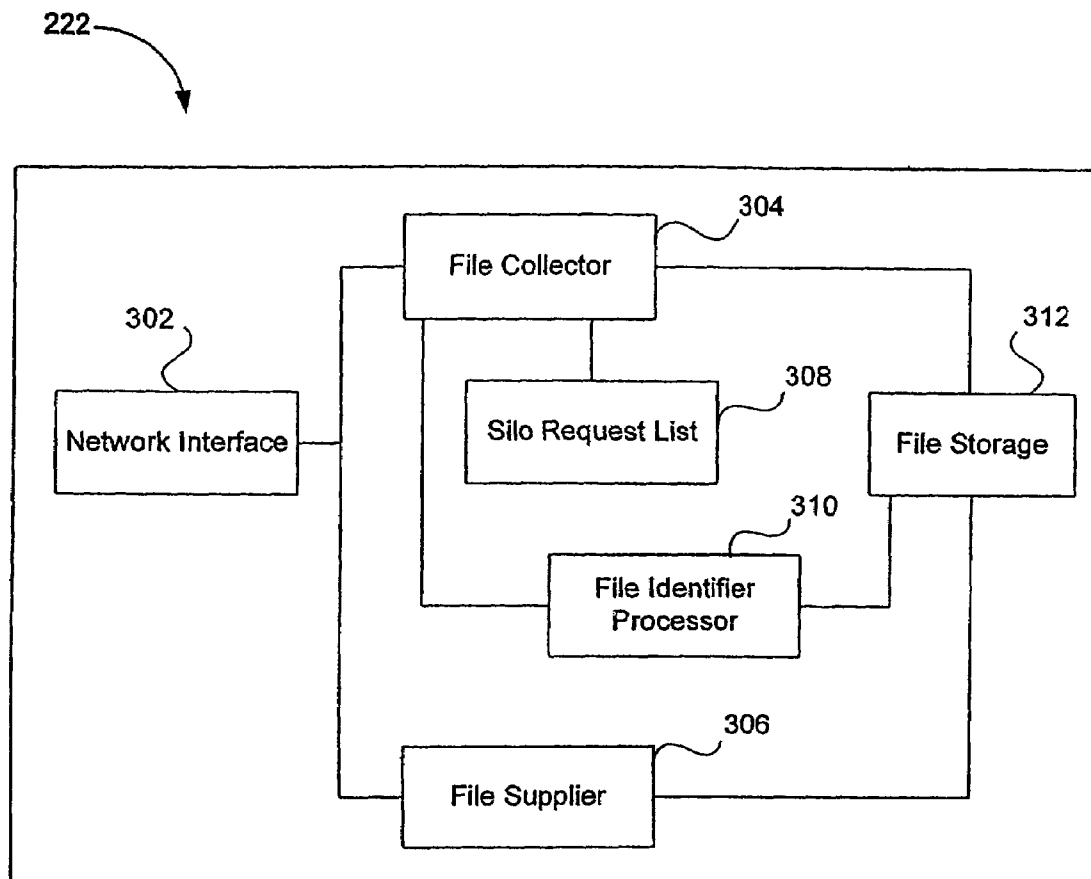 222
304
File Collector
302
312
Network Interface
308
Silo Request List
File Storage
310
File Identifier
Processor
306
File Supplier